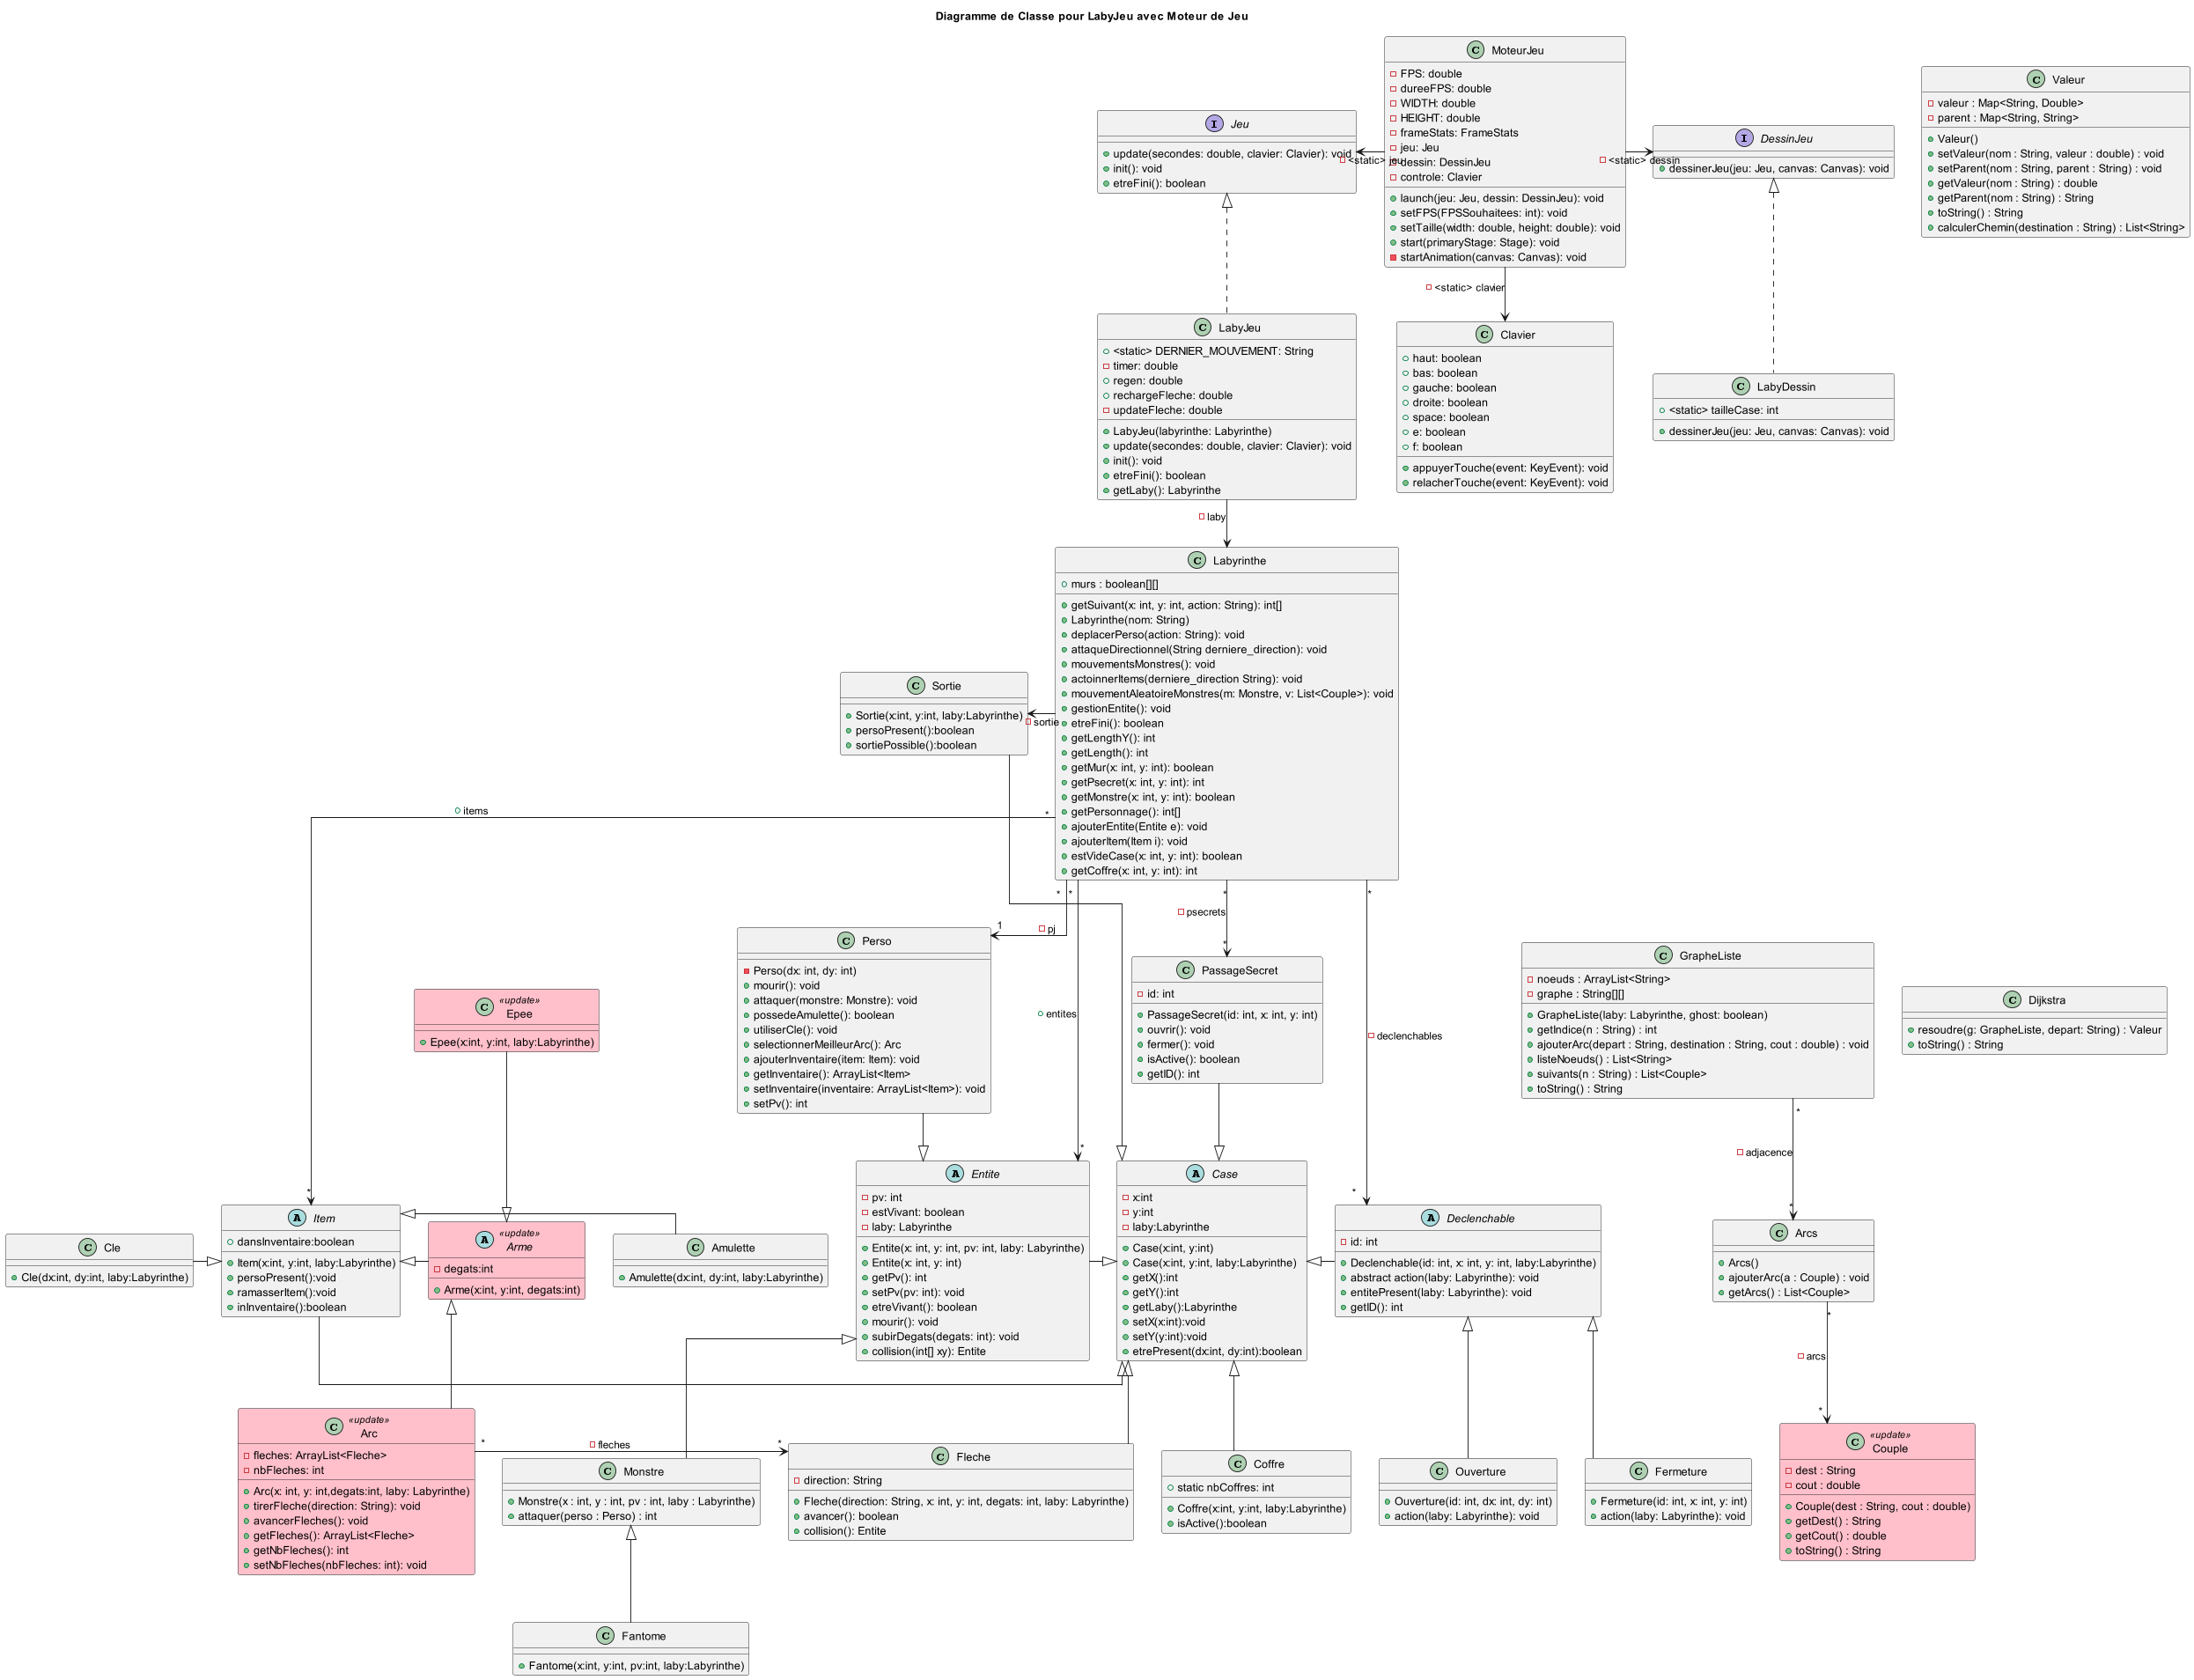 Diagramme de Classe pour LabyJeu avec Moteur de Jeu
C MoteurJeu
FPS: double
dureeFPS: double
WIDTH: double
HEIGHT: double
frameStats: FrameStats
jeu: Jeu
dessin: DessinJeu
controle: Clavier
launch(jeu: Jeu, dessin: DessinJeu): void
setFPS(FPSSouhaitees: int): void
setTaille(width: double, height: double): void
start(primaryStage: Stage): void
startAnimation(canvas: Canvas): void
C Valeur
valeur : Map<String, Double>
parent : Map<String, String>
Valeur()
setValeur(nom : String, valeur : double) : void
setParent(nom : String, parent : String) : void
getValeur(nom : String) : double
getParent(nom : String) : String
toString() : String
calculerChemin(destination : String) : List<String>
I Jeu
update(secondes: double, clavier: Clavier): void
init(): void
etreFini(): boolean
<static> jeu
<static> dessin
I DessinJeu
dessinerJeu(jeu: Jeu, canvas: Canvas): void
<static> clavier
C LabyJeu
<static> DERNIER_MOUVEMENT: String
timer: double
regen: double
rechargeFleche: double
updateFleche: double
LabyJeu(labyrinthe: Labyrinthe)
update(secondes: double, clavier: Clavier): void
init(): void
etreFini(): boolean
getLaby(): Labyrinthe
C Clavier
haut: boolean
bas: boolean
gauche: boolean
droite: boolean
space: boolean
e: boolean
f: boolean
appuyerTouche(event: KeyEvent): void
relacherTouche(event: KeyEvent): void
C LabyDessin
<static> tailleCase: int
dessinerJeu(jeu: Jeu, canvas: Canvas): void
laby
C Labyrinthe
murs : boolean[][]
getSuivant(x: int, y: int, action: String): int[]
Labyrinthe(nom: String)
deplacerPerso(action: String): void
attaqueDirectionnel(String derniere_direction): void
mouvementsMonstres(): void
actoinnerItems(derniere_direction String): void
mouvementAleatoireMonstres(m: Monstre, v: List<Couple>): void
gestionEntite(): void
etreFini(): boolean
getLengthY(): int
getLength(): int
getMur(x: int, y: int): boolean
getPsecret(x: int, y: int): int
getMonstre(x: int, y: int): boolean
getPersonnage(): int[]
ajouterEntite(Entite e): void
ajouterItem(Item i): void
estVideCase(x: int, y: int): boolean
getCoffre(x: int, y: int): int
C Sortie
Sortie(x:int, y:int, laby:Labyrinthe)
persoPresent():boolean
sortiePossible():boolean
sortie
items
*
* * * *
1
pj
psecrets
*
entites
*
declenchables
*
*
C Perso
Perso(dx: int, dy: int)
mourir(): void
attaquer(monstre: Monstre): void
possedeAmulette(): boolean
utiliserCle(): void
selectionnerMeilleurArc(): Arc
ajouterInventaire(item: Item): void
getInventaire(): ArrayList<Item>
setInventaire(inventaire: ArrayList<Item>): void
setPv(): int
C PassageSecret
id: int
PassageSecret(id: int, x: int, y: int)
ouvrir(): void
fermer(): void
isActive(): boolean
getID(): int
C GrapheListe
noeuds : ArrayList<String>
graphe : String[][]
GrapheListe(laby: Labyrinthe, ghost: boolean)
getIndice(n : String) : int
ajouterArc(depart : String, destination : String, cout : double) : void
listeNoeuds() : List<String>
suivants(n : String) : List<Couple>
toString() : String
C Dijkstra
resoudre(g: GrapheListe, depart: String) : Valeur
toString() : String
C «update»
Epee
Epee(x:int, y:int, laby:Labyrinthe)
*
adjacence
*
C Cle
Cle(dx:int, dy:int, laby:Labyrinthe)
A Item
dansInventaire:boolean
Item(x:int, y:int, laby:Labyrinthe)
persoPresent():void
ramasserItem():void
inInventaire():boolean
A «update»
Arme
degats:int
Arme(x:int, y:int, degats:int)
C Amulette
Amulette(dx:int, dy:int, laby:Labyrinthe)
A Entite
pv: int
estVivant: boolean
laby: Labyrinthe
Entite(x: int, y: int, pv: int, laby: Labyrinthe)
Entite(x: int, y: int)
getPv(): int
setPv(pv: int): void
etreVivant(): boolean
mourir(): void
subirDegats(degats: int): void
collision(int[] xy): Entite
A Case
x:int
y:int
laby:Labyrinthe
Case(x:int, y:int)
Case(x:int, y:int, laby:Labyrinthe)
getX():int
getY():int
getLaby():Labyrinthe
setX(x:int):void
setY(y:int):void
etrePresent(dx:int, dy:int):boolean
A Declenchable
id: int
Declenchable(id: int, x: int, y: int, laby:Labyrinthe)
abstract action(laby: Labyrinthe): void
entitePresent(laby: Labyrinthe): void
getID(): int
C Arcs
Arcs()
ajouterArc(a : Couple) : void
getArcs() : List<Couple>
*
arcs
*
C «update»
Arc
fleches: ArrayList<Fleche>
nbFleches: int
Arc(x: int, y: int,degats:int, laby: Labyrinthe)
tirerFleche(direction: String): void
avancerFleches(): void
getFleches(): ArrayList<Fleche>
getNbFleches(): int
setNbFleches(nbFleches: int): void
* fleches *
C Monstre
Monstre(x : int, y : int, pv : int, laby : Labyrinthe)
attaquer(perso : Perso) : int
C Fleche
direction: String
Fleche(direction: String, x: int, y: int, degats: int, laby: Labyrinthe)
avancer(): boolean
collision(): Entite
C Coffre
static nbCoffres: int
Coffre(x:int, y:int, laby:Labyrinthe)
isActive():boolean
C Ouverture
Ouverture(id: int, dx: int, dy: int)
action(laby: Labyrinthe): void
C Fermeture
Fermeture(id: int, x: int, y: int)
action(laby: Labyrinthe): void
C «update»
Couple
dest : String
cout : double
Couple(dest : String, cout : double)
getDest() : String
getCout() : double
toString() : String
C Fantome
Fantome(x:int, y:int, pv:int, laby:Labyrinthe)